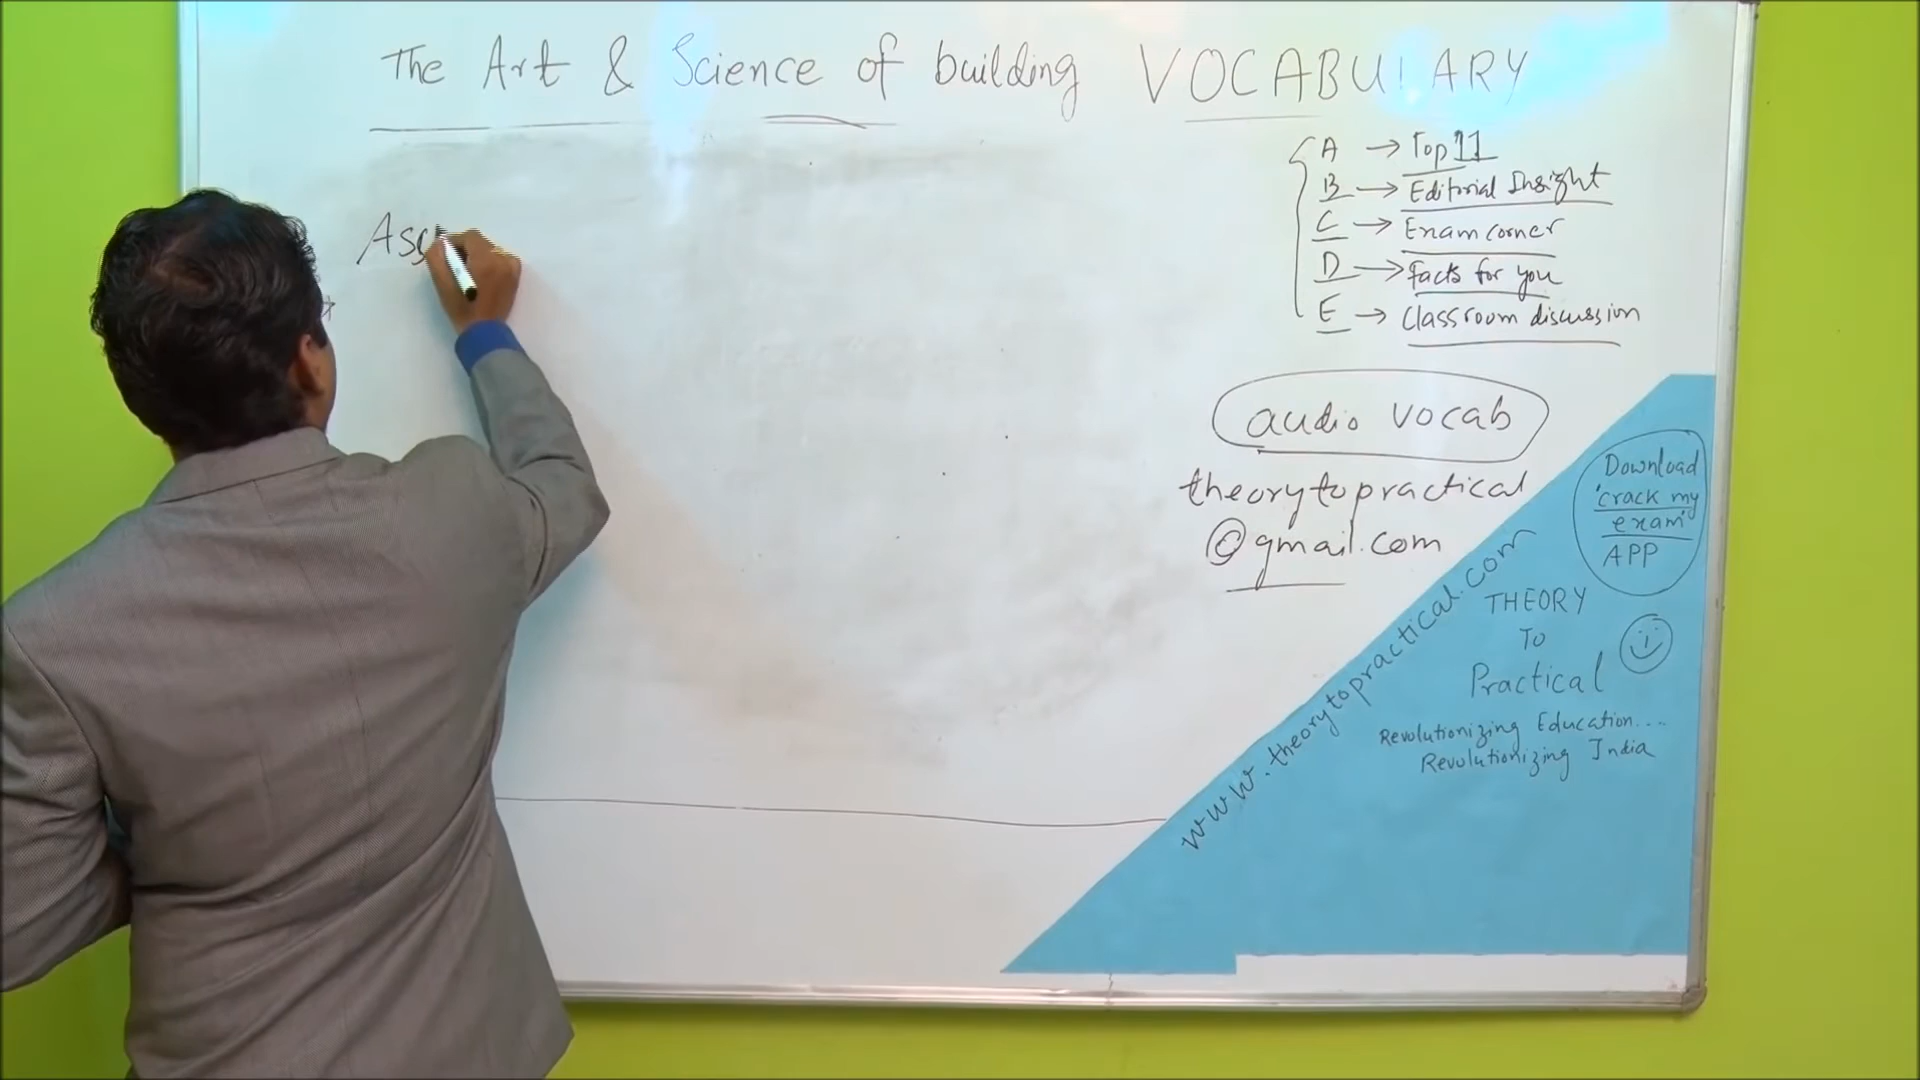 The Art & Science of building VOCABULARY
A → Top 11
B → Editorial Insight
C → Exam corner
D → Facts for you
E → Classroom discussion
audio vocab
theorytopractical
@gmail.com
Download
'crack my
exam'
APP
www.theorytopractical.com
THEORY
To
Practical
Revolutionizing Education....
Revolutionizing India